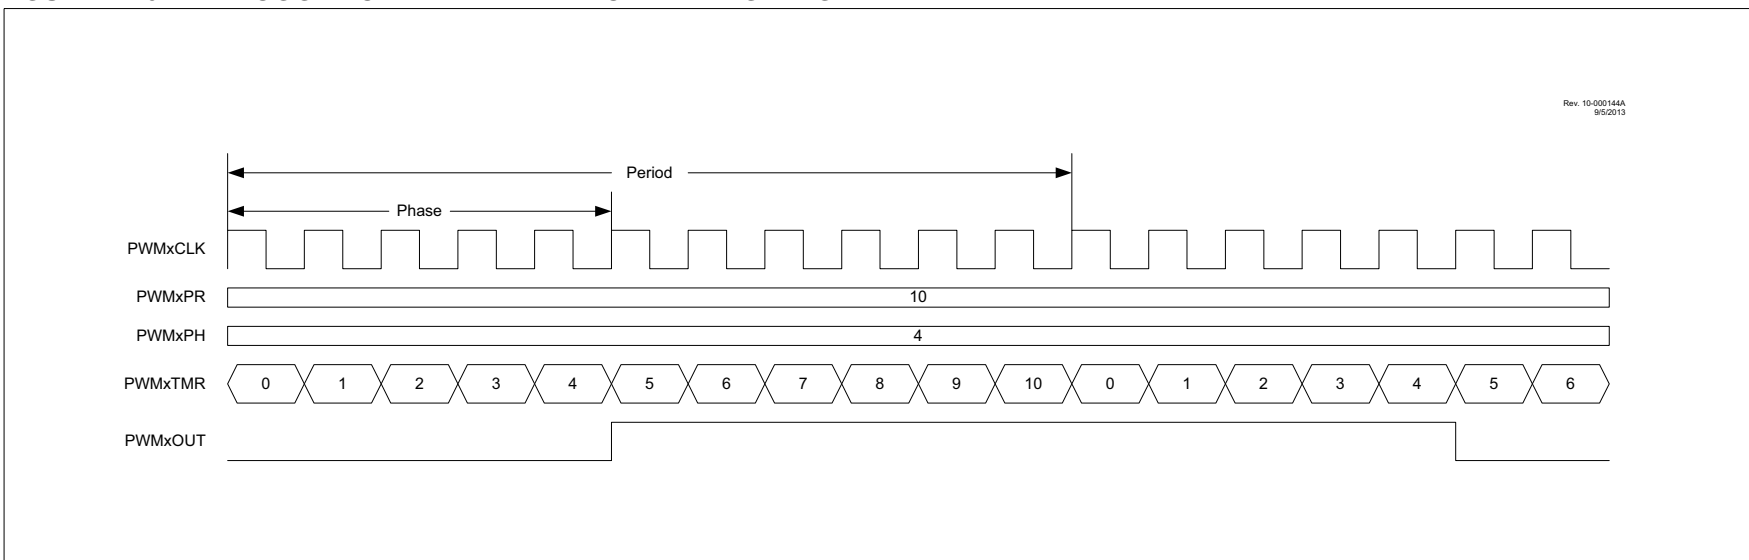 Rev. 10-000144A
9/5/2013
Period
Phase
PWMxCLK
PWMxPR 10
PWMxPH 4
PWMxTMR 0 1 2 3 4 5 6 7 8 9 10 0 1 2 3 4 5 6
PWMxOUT